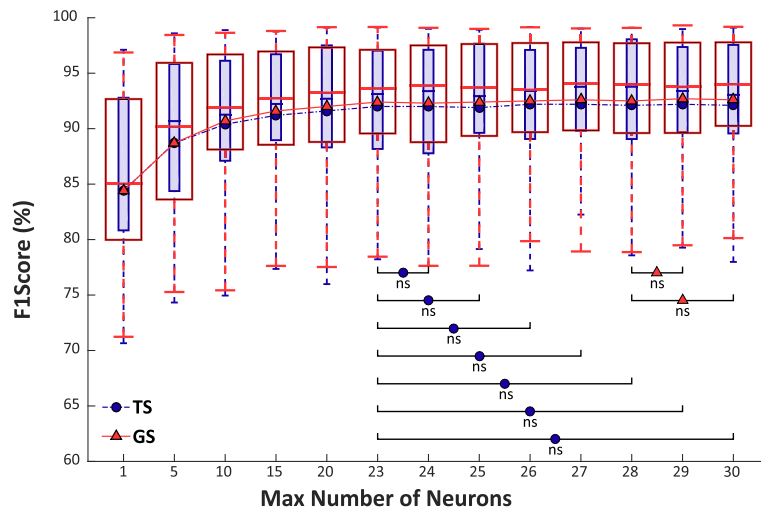 100
95
90
85
80
75
70
65
60
F1Score (%)
ns ns
ns ns
ns
ns
ns
ns
ns
TS
GS
1 5 10 15 20 23 24 25 26 27 28 29 30
Max Number of Neurons